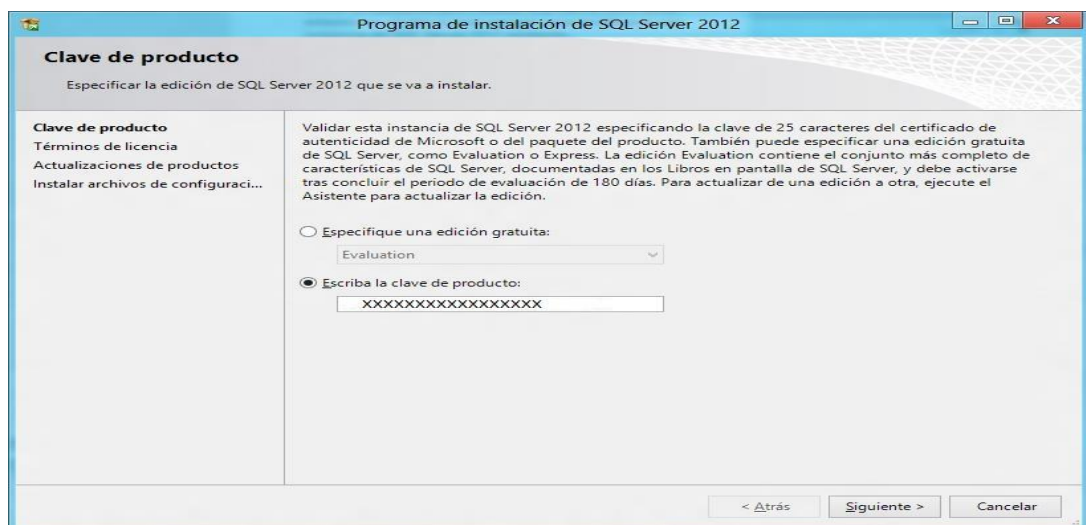 Programa de instalación de SQL Server 2012
Clave de producto
Especificar la edición de SQL Server 2012 que se va a instalar.
Clave de producto
Términos de licencia
Actualizaciones de productos
Instalar archivos de configuraci...
Validar esta instancia de SQL Server 2012 especificando la clave de 25 caracteres del certificado de
autenticidad de Microsoft o del paquete del producto. También puede especificar una edición gratuita
de SQL Server, como Evaluation o Express. La edición Evaluation contiene el conjunto más completo de
características de SQL Server, documentadas en los Libros en pantalla de SQL Server, y debe activarse
tras concluir el período de evaluación de 180 días. Para actualizar de una edición a otra, ejecute el
Asistente para actualizar la edición.
Especifique una edición gratuita:
Evaluation
Escriba la clave de producto:
XXXXXXXXXXXXXXXXX
< Atrás
Siguiente >
Cancelar